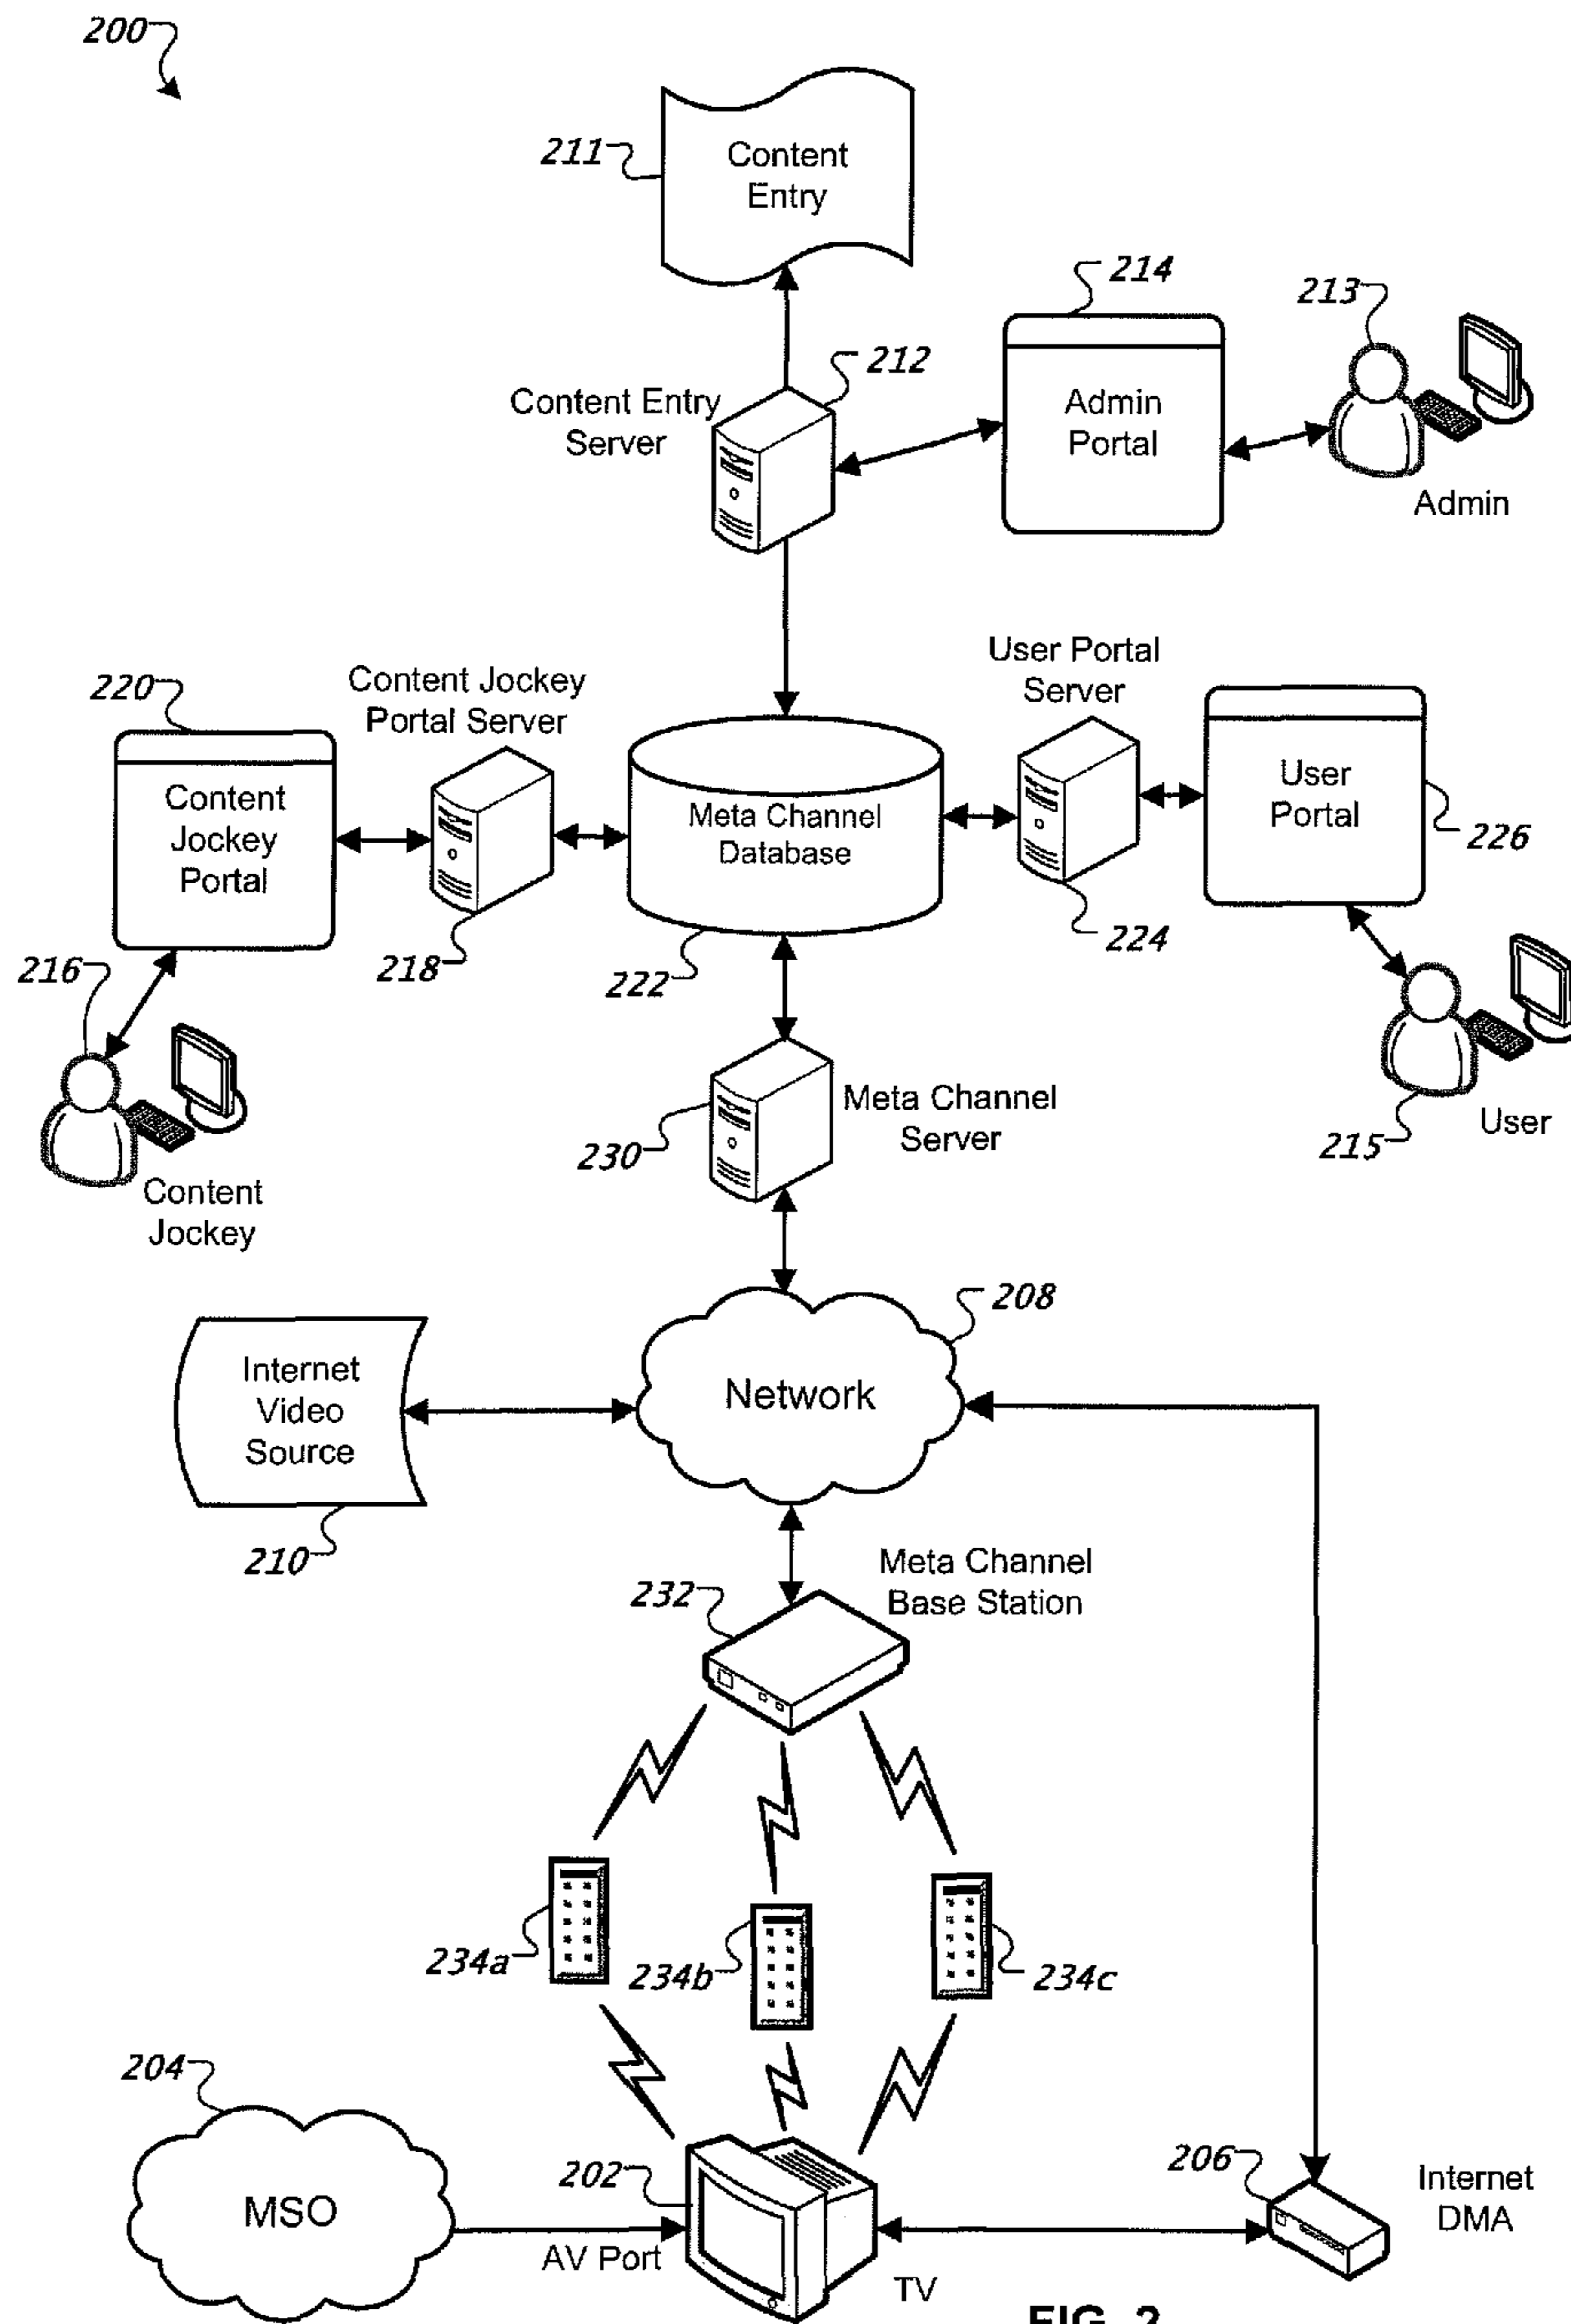 200
211
Content
Entry
214
213
212
Content Entry
Server
Admin
Portal
Admin
User Portal
Server
220
Content Jockey
Portal Server
Content
Jockey
Portal
Meta Channel
Database
User
Portal
226
216
218
222
224
Meta Channel
Server
230
User
215
Content
Jockey
208
Internet
Video
Source
Network
210
Meta Channel
Base Station
232
234a
234b
234c
204
MSO
202
206
Internet
DMA
AV Port
TV
FIG. 2